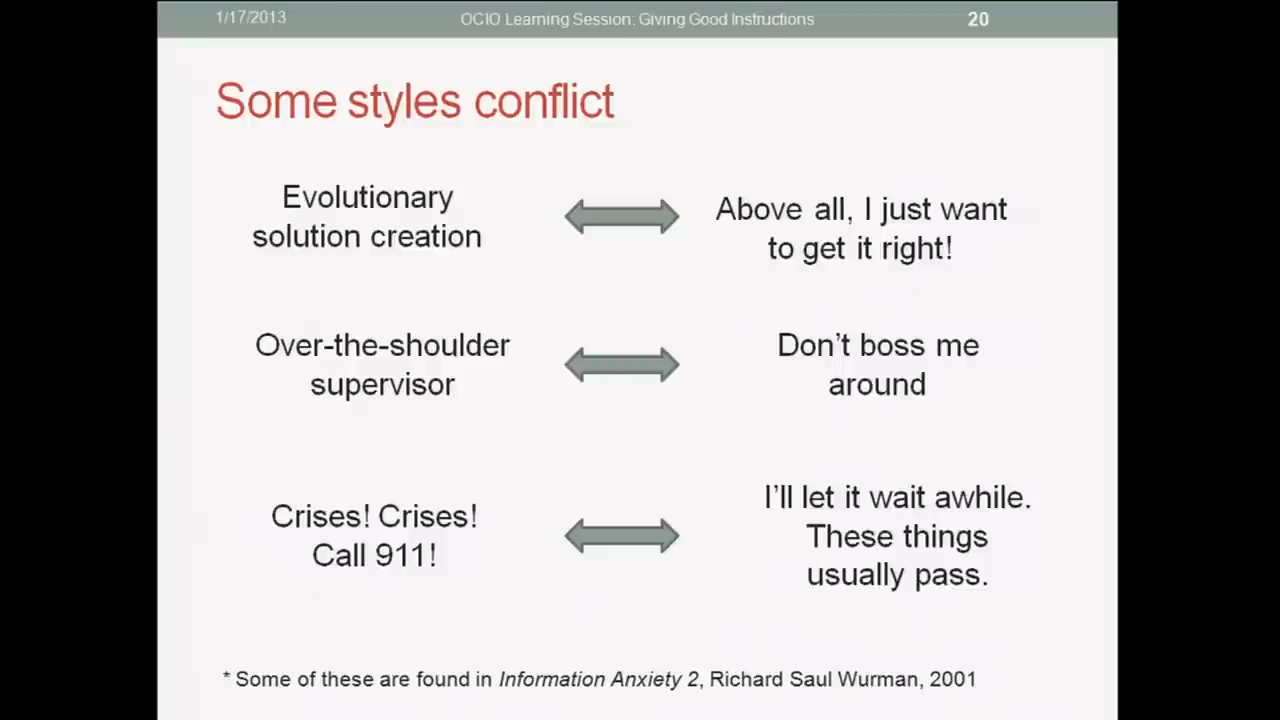 1/17/2013
OCIO Learning Session: Giving Good Instructions
20
Some styles conflict
Evolutionary
solution creation
Above all, I just want
to get it right!
Over-the-shoulder
supervisor
Don't boss me
around
Crises! Crises!
Call 911!
I'll let it wait awhile.
These things
usually pass.
* Some of these are found in Information Anxiety 2, Richard Saul Wurman, 2001